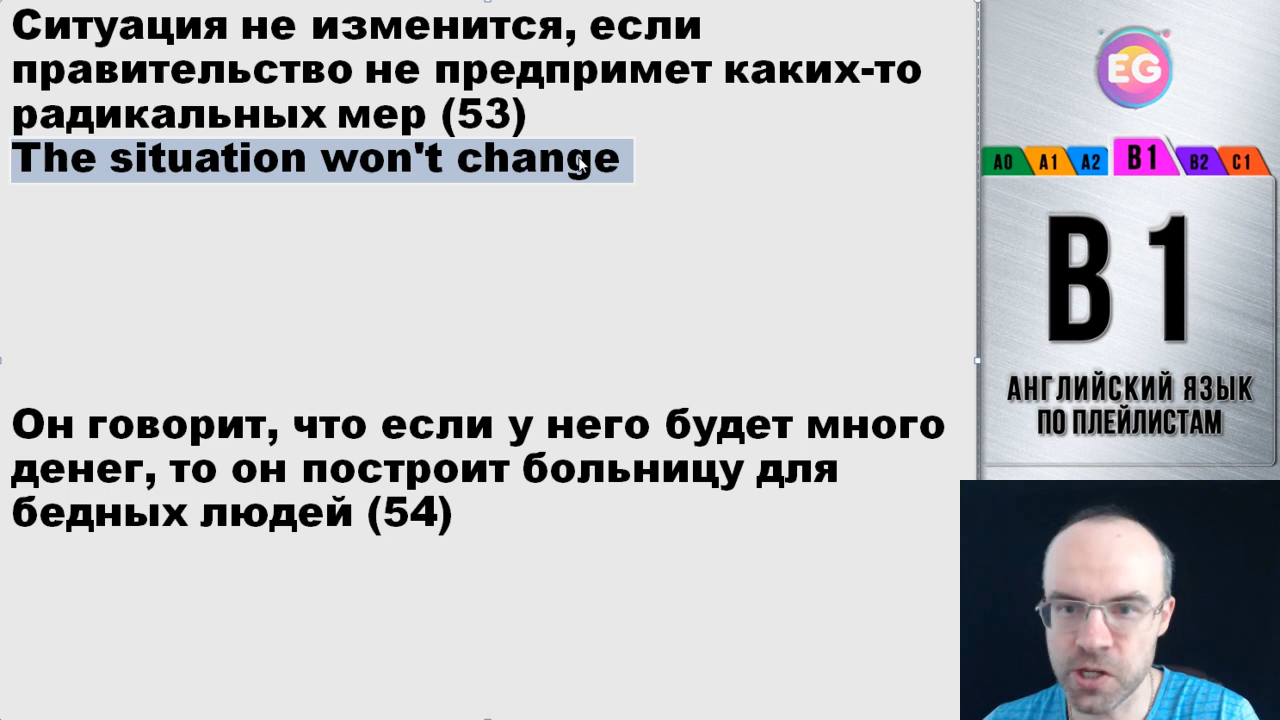 Ситуация не изменится, если
правительство не предпримет каких-то
радикальных мер (53)
The situation won't change
Он говорит, что если у него будет много
денег, то он построит больницу для
бедных людей (54)
EG
A0 A1 A2 B1 B2 C1
B1
АНГЛИЙСКИЙ ЯЗЫК
ПО ПЛЕЙЛИСТАМ